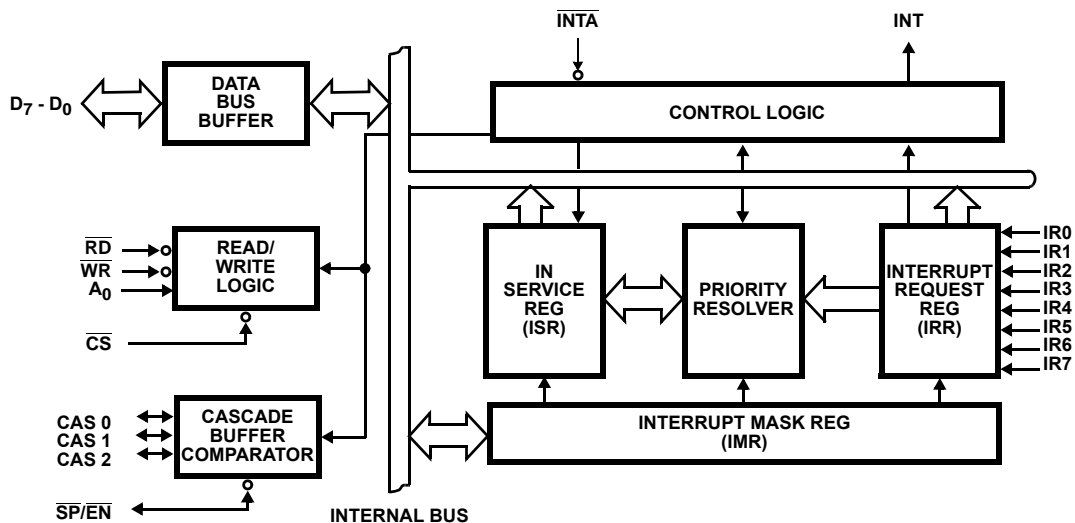 INTA
INT
DATA
BUS
BUFFER
D7 - D0
CONTROL LOGIC
RD
WR
A0
CS
READ/
WRITE
LOGIC
IN
SERVICE
REG
(ISR)
PRIORITY
RESOLVER
INTERRUPT
REQUEST
REG
(IRR)
IR0
IR1
IR2
IR3
IR4
IR5
IR6
IR7
CAS 0
CAS 1
CAS 2
CASCADE
BUFFER
COMPARATOR
INTERRUPT MASK REG
(IMR)
SP/EN
INTERNAL BUS